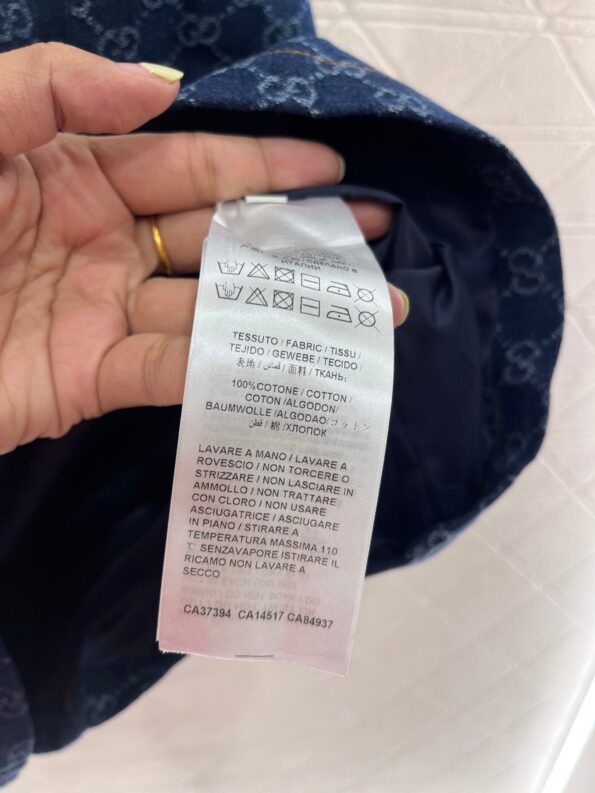 СДЕЛАНО В
ИТАЛИИ
TESSUTO / FABRIC / TISSU /
TEJIDO / GEWEBE / TECIDO /
表地 / قماش / 面料 / ТКАНЬ:
100%COTONE / COTTON /
COTON /ALGODON/
BAUMWOLLE /ALGODAO/コットン
/ قطن / 棉 /ХЛОПОК
LAVARE A MANO / LAVARE A
ROVESCIO / NON TORCERE O
STRIZZARE / NON LASCIARE IN
AMMOLLO / NON TRATTARE
CON CLORO / NON USARE
ASCIUGATRICE / ASCIUGARE
IN PIANO / STIRARE A
TEMPERATURA MASSIMA 110
℃ SENZAVAPORE ISTIRARE IL
RICAMO NON LAVARE A
SECCO
CA37394 CA14517 CA84937